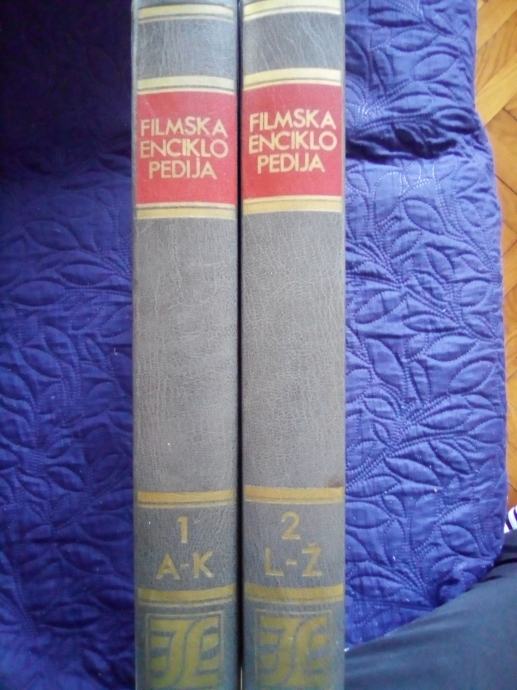 FILMSKA
ENCIKLO
PEDIJA
1
A-K
FILMSKA
ENCIKLO
PEDIJA
2
L-Ž